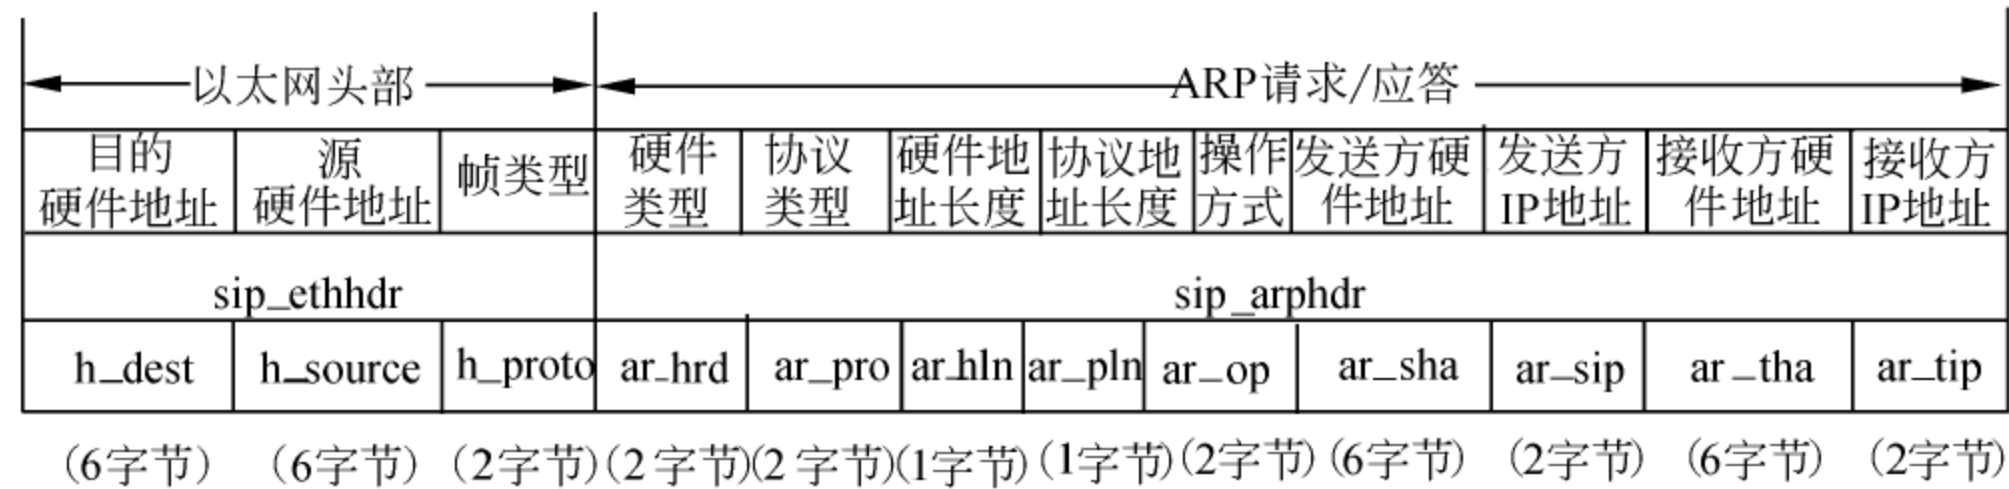 以太网头部 ARP请求/应答
目的 源 帧类型 硬件 协议 硬件地 协议地 操作 发送方硬 发送方 接收方硬 接收方
硬件地址 硬件地址 类型 类型 址长度 址长度 方式 件地址 IP地址 件地址 IP地址
sip_ethhdr sip_arphdr
h_dest h_source h_proto ar-hrd ar_pro ar_hln ar_pln ar_op ar_sha ar_sip ar_tha ar_tip
(6字节) (6字节) (2字节) (2字节) (2字节) (1字节) (1字节) (2字节) (6字节) (2字节) (6字节) (2字节)